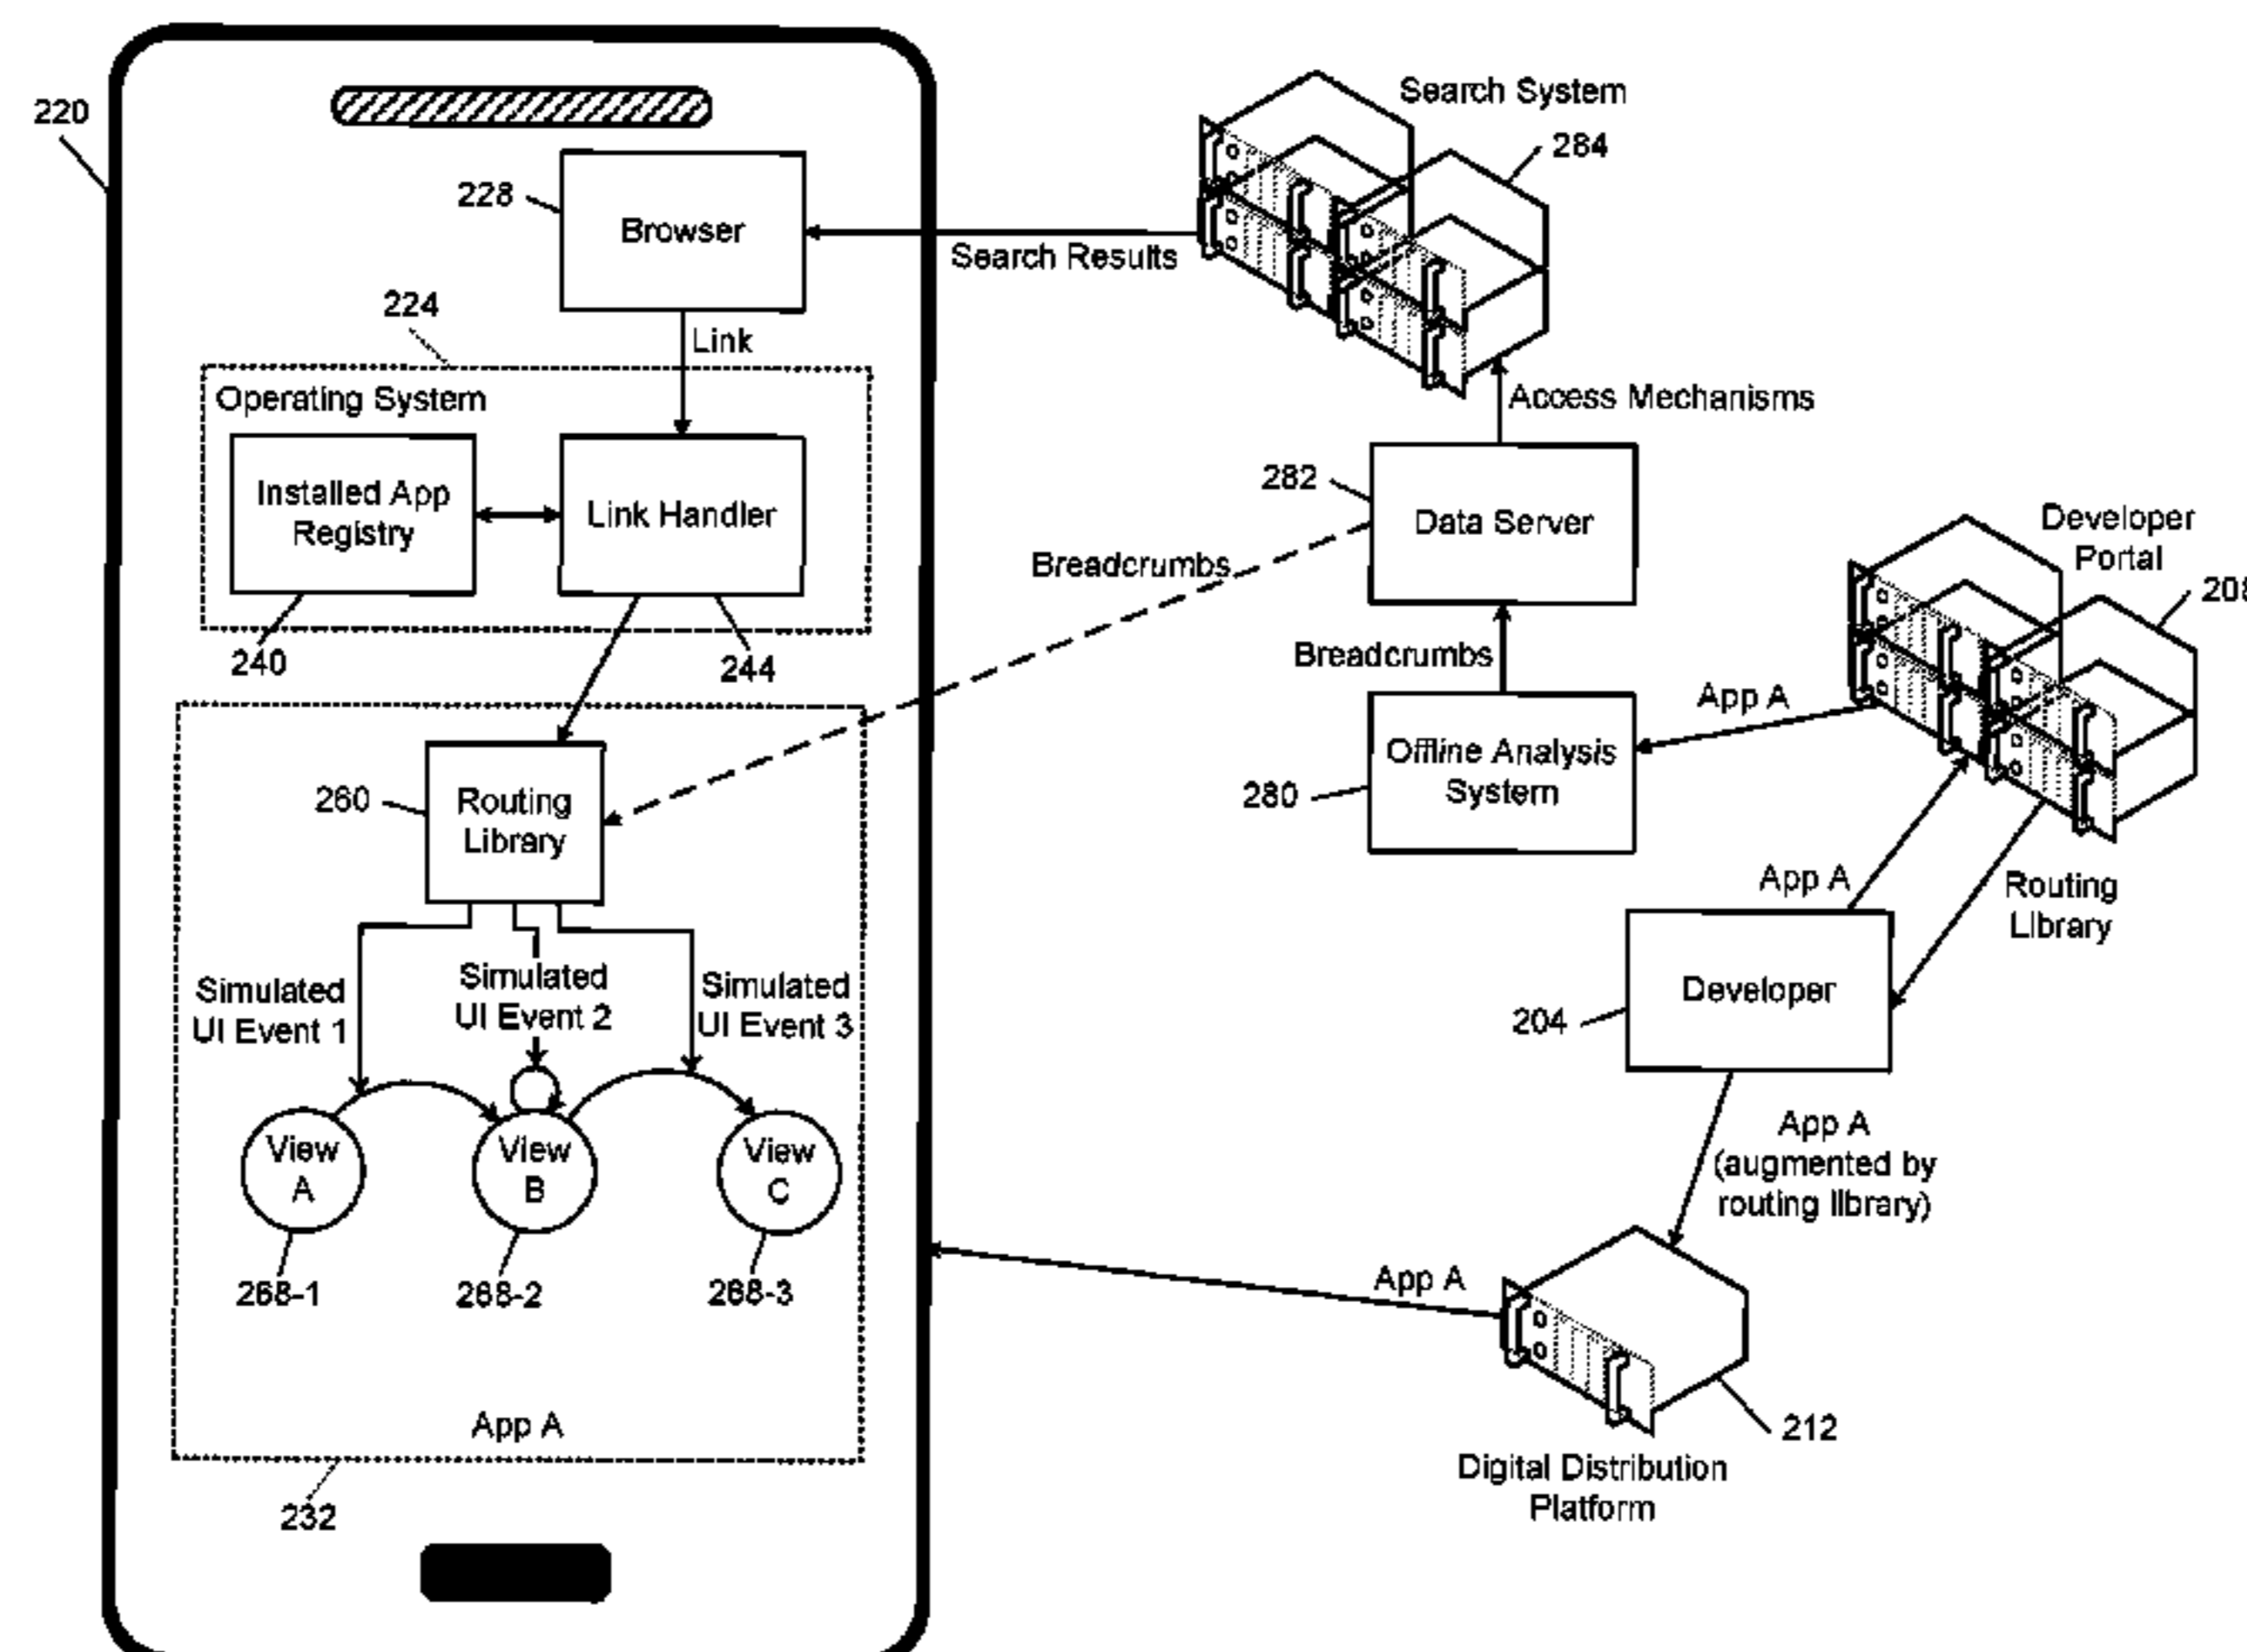 220
228
Browser
Search Results
Search System
284
224
Link
Operating System
Installed App
Registry
Link Handler
240
244
Access Mechanisms
282
Data Server
Breadcrumbs
Breadcrumbs
Developer
Portal
App A
Offline Analysis
System
280
260
Routing
Library
App A
Routing
Library
Developer
204
Simulated
UI Event 1
Simulated
UI Event 2
Simulated
UI Event 3
View
A
View
B
View
C
268-1
268-2
268-3
App A
(augmented by
routing library)
App A
212
Digital Distribution
Platform
App A
232